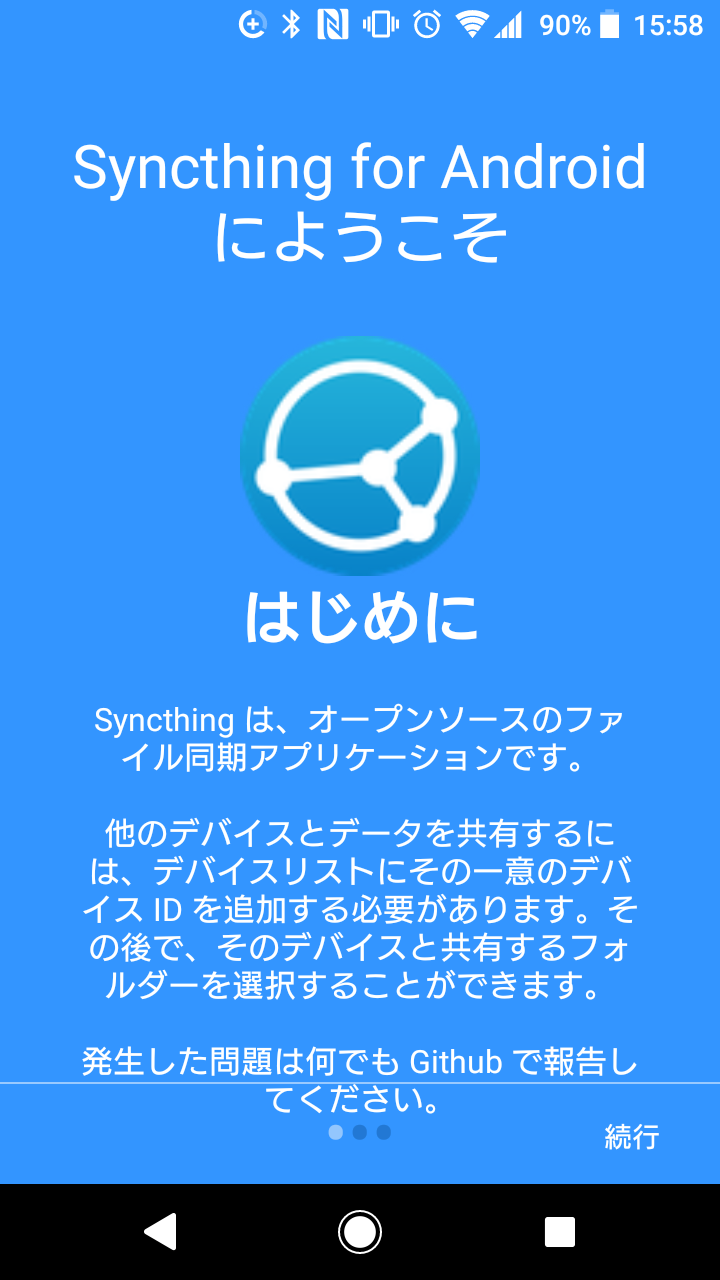 90% 15:58
Syncthing for Android
にようこそ
はじめに
Syncthing は、オープンソースのファ
イル同期アプリケーションです。
他のデバイスとデータを共有するに
は、デバイスリストにその一意のデバ
イス ID を追加する必要があります。そ
の後で、そのデバイスと共有するフォ
ルダーを選択することができます。
発生した問題は何でも Github で報告し
てください。
続行